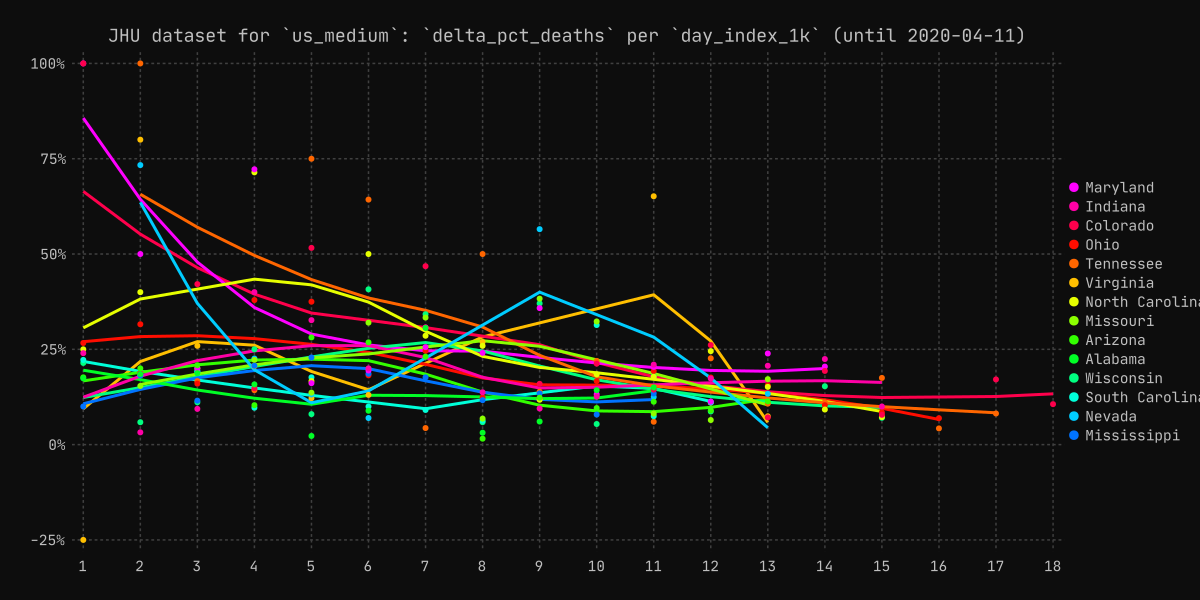 JHU dataset for `us_medium`: `delta_pct_deaths` per `day_index_1k` (until 2020-04-11)
100%
75%
50%
25%
0%
-25%
1 2 3 4 5 6 7 8 9 10 11 12 13 14 15 16 17 18
Maryland
Indiana
Colorado
Ohio
Tennessee
Virginia
North Carolina
Missouri
Arizona
Alabama
Wisconsin
South Carolina
Nevada
Mississippi